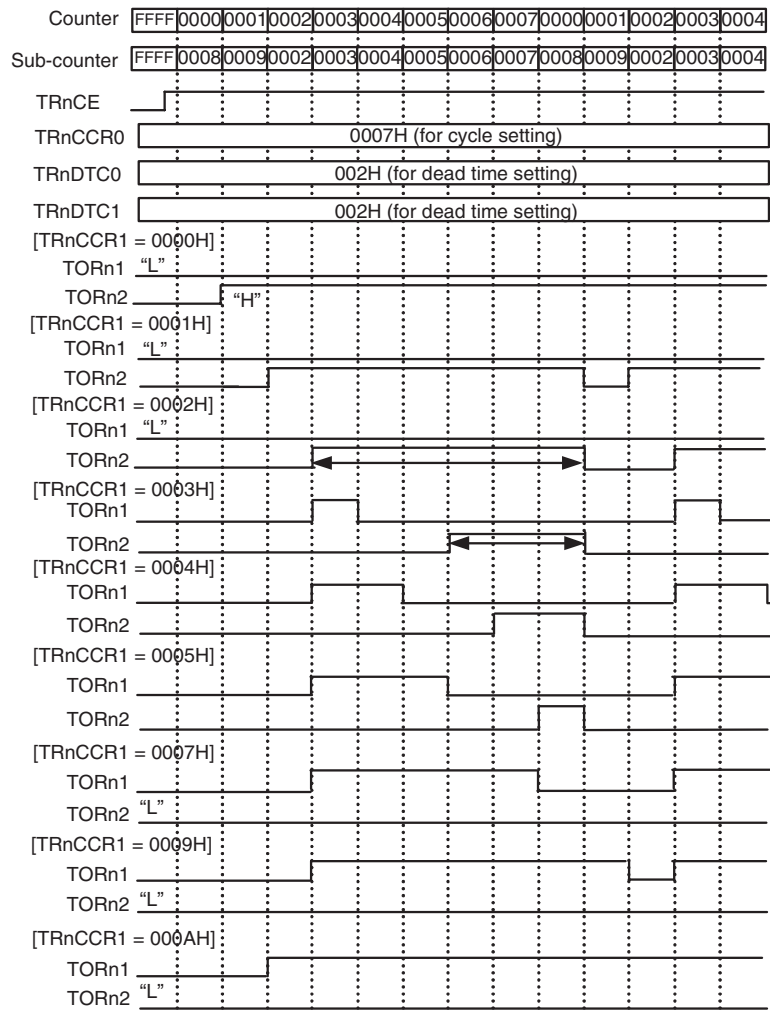 Counter FFFF 0000 0001 0002 0003 0004 0005 0006 0007 0000 0001 0002 0003 0004
Sub-counter FFFF 0008 0009 0002 0003 0004 0005 0006 0007 0008 0009 0002 0003 0004
TRnCE
TRnCCR0 0007H (for cycle setting)
TRnDTC0 002H (for dead time setting)
TRnDTC1 002H (for dead time setting)
[TRnCCR1 = 0000H]
TORn1 “L”
TORn2 “H”
[TRnCCR1 = 0001H]
TORn1 “L”
TORn2
[TRnCCR1 = 0002H]
TORn1 “L”
TORn2
[TRnCCR1 = 0003H]
TORn1
TORn2
[TRnCCR1 = 0004H]
TORn1
TORn2
[TRnCCR1 = 0005H]
TORn1
TORn2
[TRnCCR1 = 0007H]
TORn1
TORn2 “L”
[TRnCCR1 = 0009H]
TORn1
TORn2 “L”
[TRnCCR1 = 000AH]
TORn1
TORn2 “L”